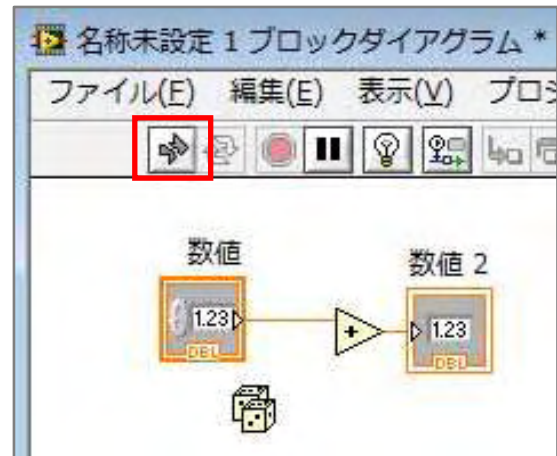 名称未設定 1 ブロックダイアグラム *
ファイル(F) 編集(E) 表示(V) プロジ
数値
数値 2
1.23
DBL
+
1.23
DBL